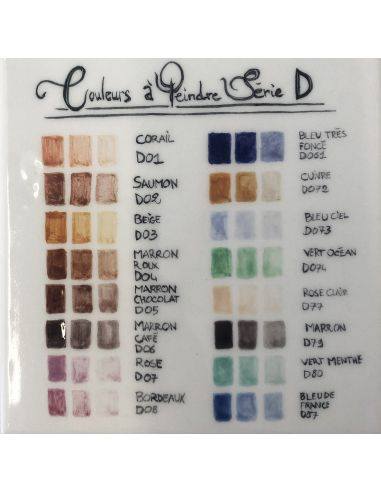 Couleurs à Peindre Série D
CORAIL
D01
SAUMON
D02
BEIGE
D03
MARRON
ROUX
D04
MARRON
CHOCOLAT
D05
MARRON
CAFÉ
D06
ROSE
D07
BORDEAUX
D08
BLEU TRÈS
FONCÉ
D061
CUIVRE
D072
BLEU CIEL
D073
VERT OCÉAN
D074
ROSE CLAIR
D77
MARRON
D79
VERT MENTHE
D80
BLEU DE
FRANCE
D57